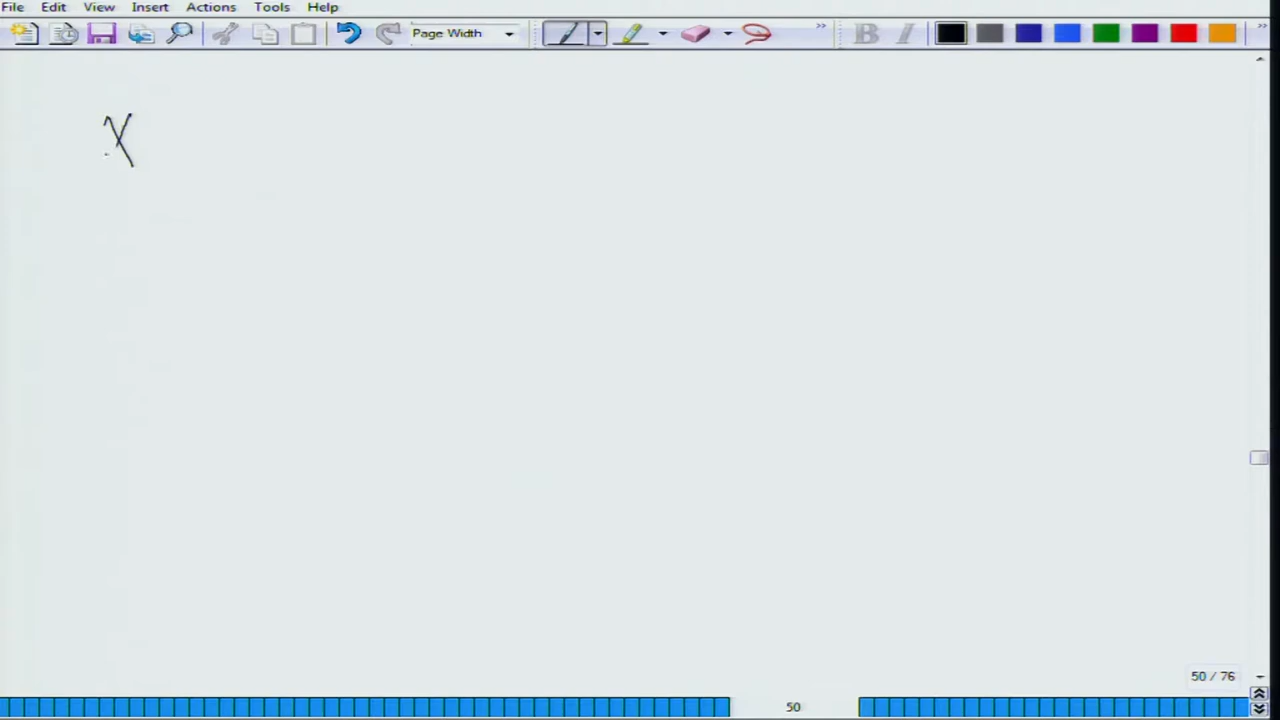 File Edit View Insert Actions Tools Help
Page Width B I
X
50 / 76
50